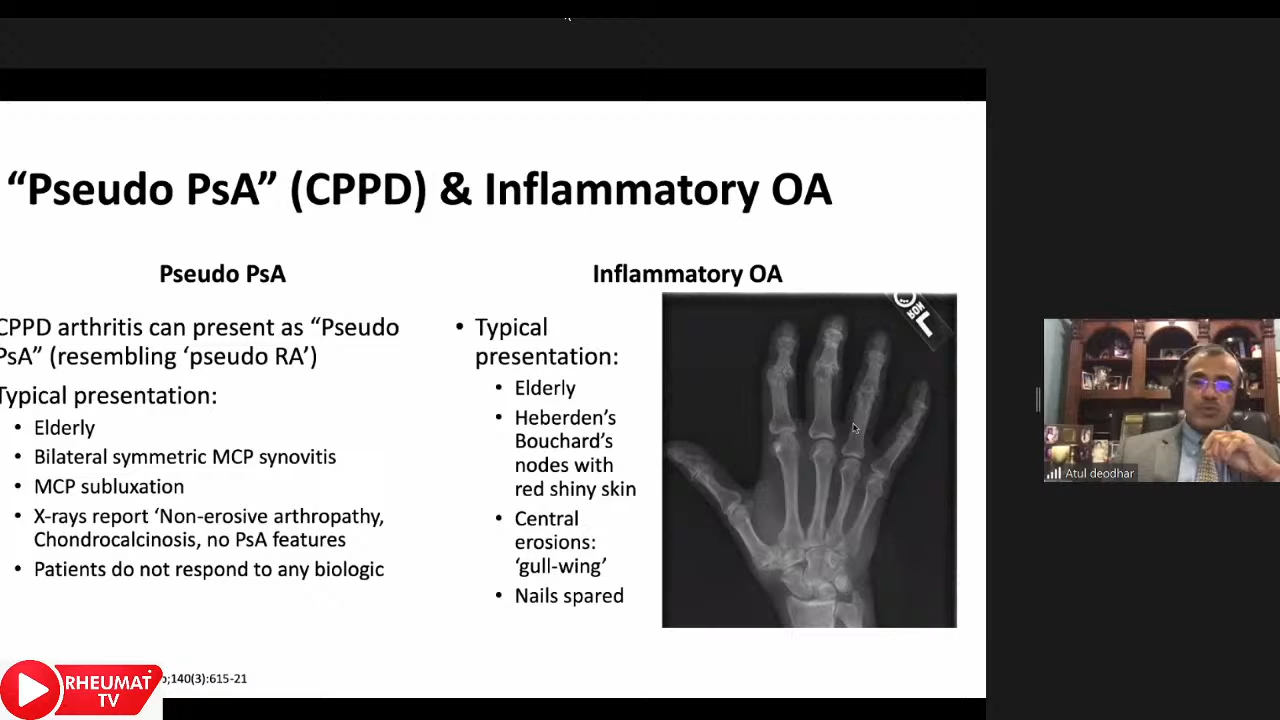 “Pseudo PsA” (CPPD) & Inflammatory OA
Pseudo PsA
CPPD arthritis can present as “Pseudo
PsA” (resembling ‘pseudo RA’)
Typical presentation:
• Elderly
• Bilateral symmetric MCP synovitis
• MCP subluxation
• X-rays report ‘Non-erosive arthropathy,
Chondrocalcinosis, no PsA features
• Patients do not respond to any biologic
Inflammatory OA
• Typical
presentation:
• Elderly
• Heberden’s
Bouchard’s
nodes with
red shiny skin
• Central
erosions:
‘gull-wing’
• Nails spared
L
;140(3):615-21
RHEUMAT
TV
Atul deodhar